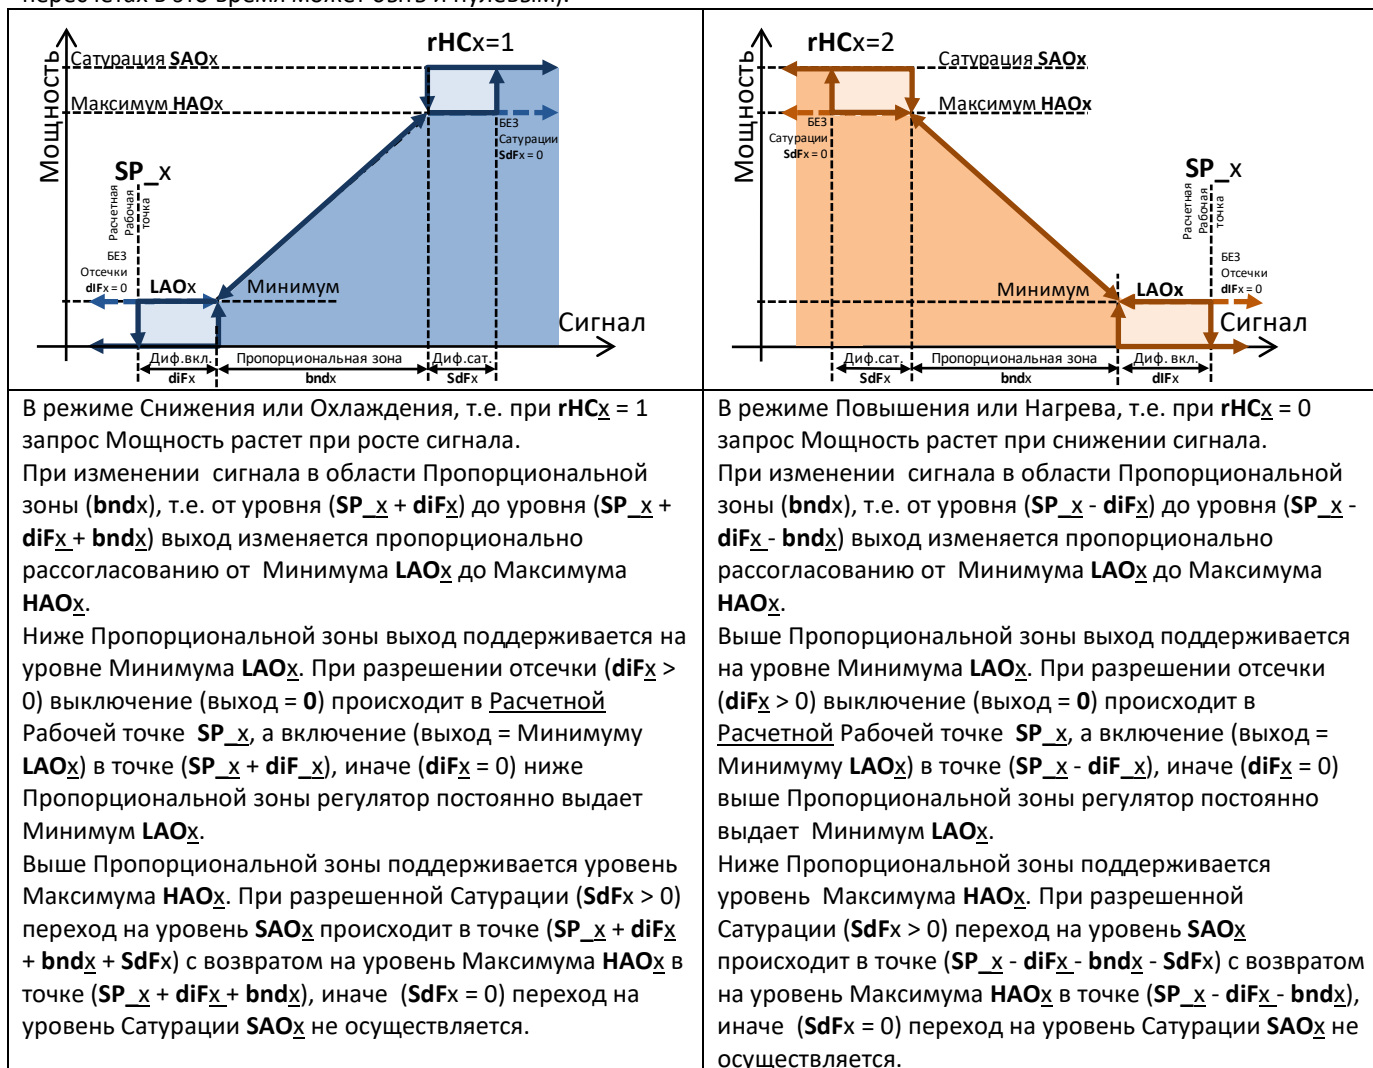 rHCx=1
Сатурация SAOx
Максимум HAOx
Мощность
БЕЗ
Сатурации
SdFx = 0
SP_x
Расчетная
Рабочая
точка
БЕЗ
Отсечки
dIFx = 0
LAOx
Минимум
Сигнал
Диф.вкл.
Пропорциональная зона
Диф.сат.
diFx
bndx
SdFx
В режиме Снижения или Охлаждения, т.е. при rHCx = 1
запрос Мощность растет при росте сигнала.
При изменении сигнала в области Пропорциональной
зоны (bndx), т.е. от уровня (SP_x + diFx) до уровня (SP_x +
diFx + bndx) выход изменяется пропорционально
рассогласованию от Минимума LAOx до Максимума
HAOx.
Ниже Пропорциональной зоны выход поддерживается на
уровне Минимума LAOx. При разрешении отсечки (diFx >
0) выключение (выход = 0) происходит в Расчетной
Рабочей точке SP_x, а включение (выход = Минимуму
LAOx) в точке (SP_x + diF_x), иначе (diFx = 0) ниже
Пропорциональной зоны регулятор постоянно выдает
Минимум LAOx.
Выше Пропорциональной зоны поддерживается уровень
Максимума HAOx. При разрешенной Сатурации (SdFx > 0)
переход на уровень SAOx происходит в точке (SP_x + diFx
+ bndx + SdFx) с возвратом на уровень Максимума HAOx в
точке (SP_x + diFx + bndx), иначе (SdFx = 0) переход на
уровень Сатурации SAOx не осуществляется.
rHCx=2
Сатурация SAOx
Максимум HAOx
Мощность
БЕЗ
Сатурации
SdFx = 0
SP_x
Расчетная
Рабочая
точка
БЕЗ
Отсечки
dIFx = 0
Минимум
LAOx
Сигнал
Диф.сат.
Пропорциональная зона
Диф. вкл.
SdFx
bndx
dIFx
В режиме Повышения или Нагрева, т.е. при rHCx = 0
запрос Мощность растет при снижении сигнала.
При изменении сигнала в области Пропорциональной
зоны (bndx), т.е. от уровня (SP_x - diFx) до уровня (SP_x -
diFx - bndx) выход изменяется пропорционально
рассогласованию от Минимума LAOx до Максимума
HAOx.
Выше Пропорциональной зоны выход поддерживается
на уровне Минимума LAOx. При разрешении отсечки
(diFx > 0) выключение (выход = 0) происходит в
Расчетной Рабочей точке SP_x, а включение (выход =
Минимуму LAOx) в точке (SP_x - diF_x), иначе (diFx = 0)
выше Пропорциональной зоны регулятор постоянно
выдает Минимум LAOx.
Ниже Пропорциональной зоны поддерживается
уровень Максимума HAOx. При разрешенной
Сатурации (SdFx > 0) переход на уровень SAOx
происходит в точке (SP_x - diFx - bndx - SdFx) с возвратом
на уровень Максимума HAOx в точке (SP_x - diFx - bndx),
иначе (SdFx = 0) переход на уровень Сатурации SAOx не
осуществляется.